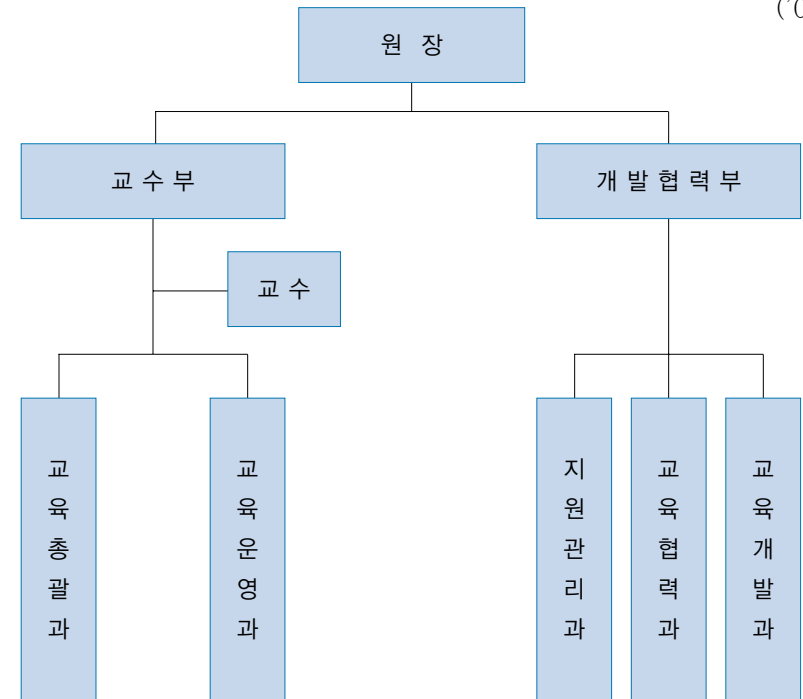 ('0
원 장
교 수 부
개 발 협 력 부
교 수
교육총괄과
교육운영과
지원관리과
교육협력과
교육개발과